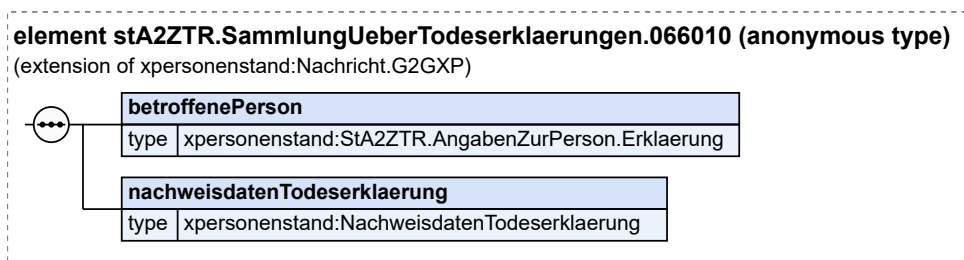 element stA2ZTR.SammlungUeberTodeserklaerungen.066010 (anonymous type)
(extension of xpersonenstand:Nachricht.G2GXP)
betroffenePerson
type xpersonenstand:StA2ZTR.AngabenZurPerson.Erklaerung
nachweisdatenTodeserklaerung
type xpersonenstand:NachweisdatenTodeserklaerung